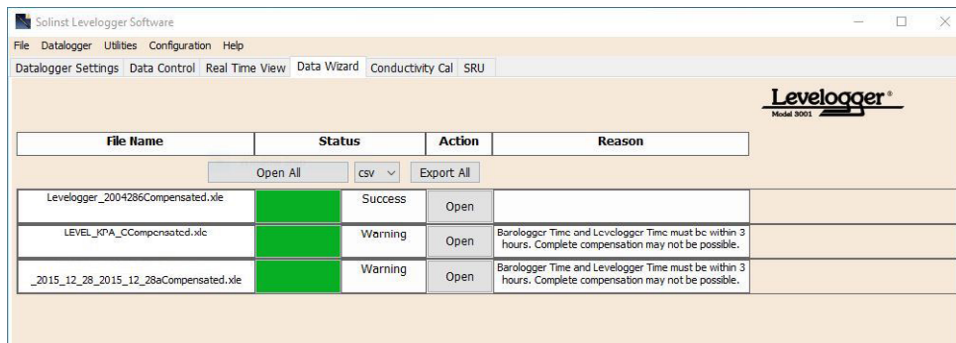 Solinst Levelogger Software
File Datalogger Utilities Configuration Help
Datalogger Settings Data Control Real Time View Data Wizard Conductivity Cal SRU
Levelogger®
Model 3001
File Name Status Action Reason
Open All csv Export All
Levelogger_2004286Compensated.xle Success Open
LEVEL_KPA_CCompensated.xle Warning Open Barologger Time and Levelogger Time must be within 3
hours. Complete compensation may not be possible.
_2015_12_28_2015_12_28aCompensated.xle Warning Open Barologger Time and Levelogger Time must be within 3
hours. Complete compensation may not be possible.